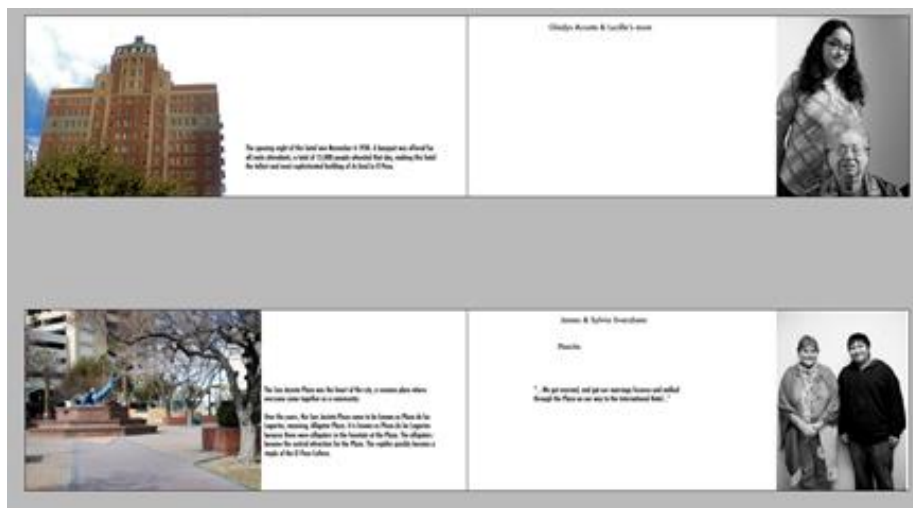 Gladys Acosta & Lucille's mom
The opening night of this hotel was November 6 1930. A banquet was offered for
all main attendants, a total of 12,000 people attended that day, making this hotel
the tallest and most sophisticated building of its kind in El Paso.
James & Sylvia
"... We got married, and got our marriage license and walked
through the Plaza on our way to the International Hotel..."
The San Jacinto Plaza was the heart of the city, a common place where
everyone came together as a community.
Over the years, the San Jacinto Plaza came to be known as Plaza de los
Lagartos, meaning, Alligator Plaza. It is known as Plaza de los Lagartos
because there were alligators in the fountain at the Plaza. The alligators
became the central attraction for the Plaza. The reptiles quickly became a
staple of the El Paso Culture.